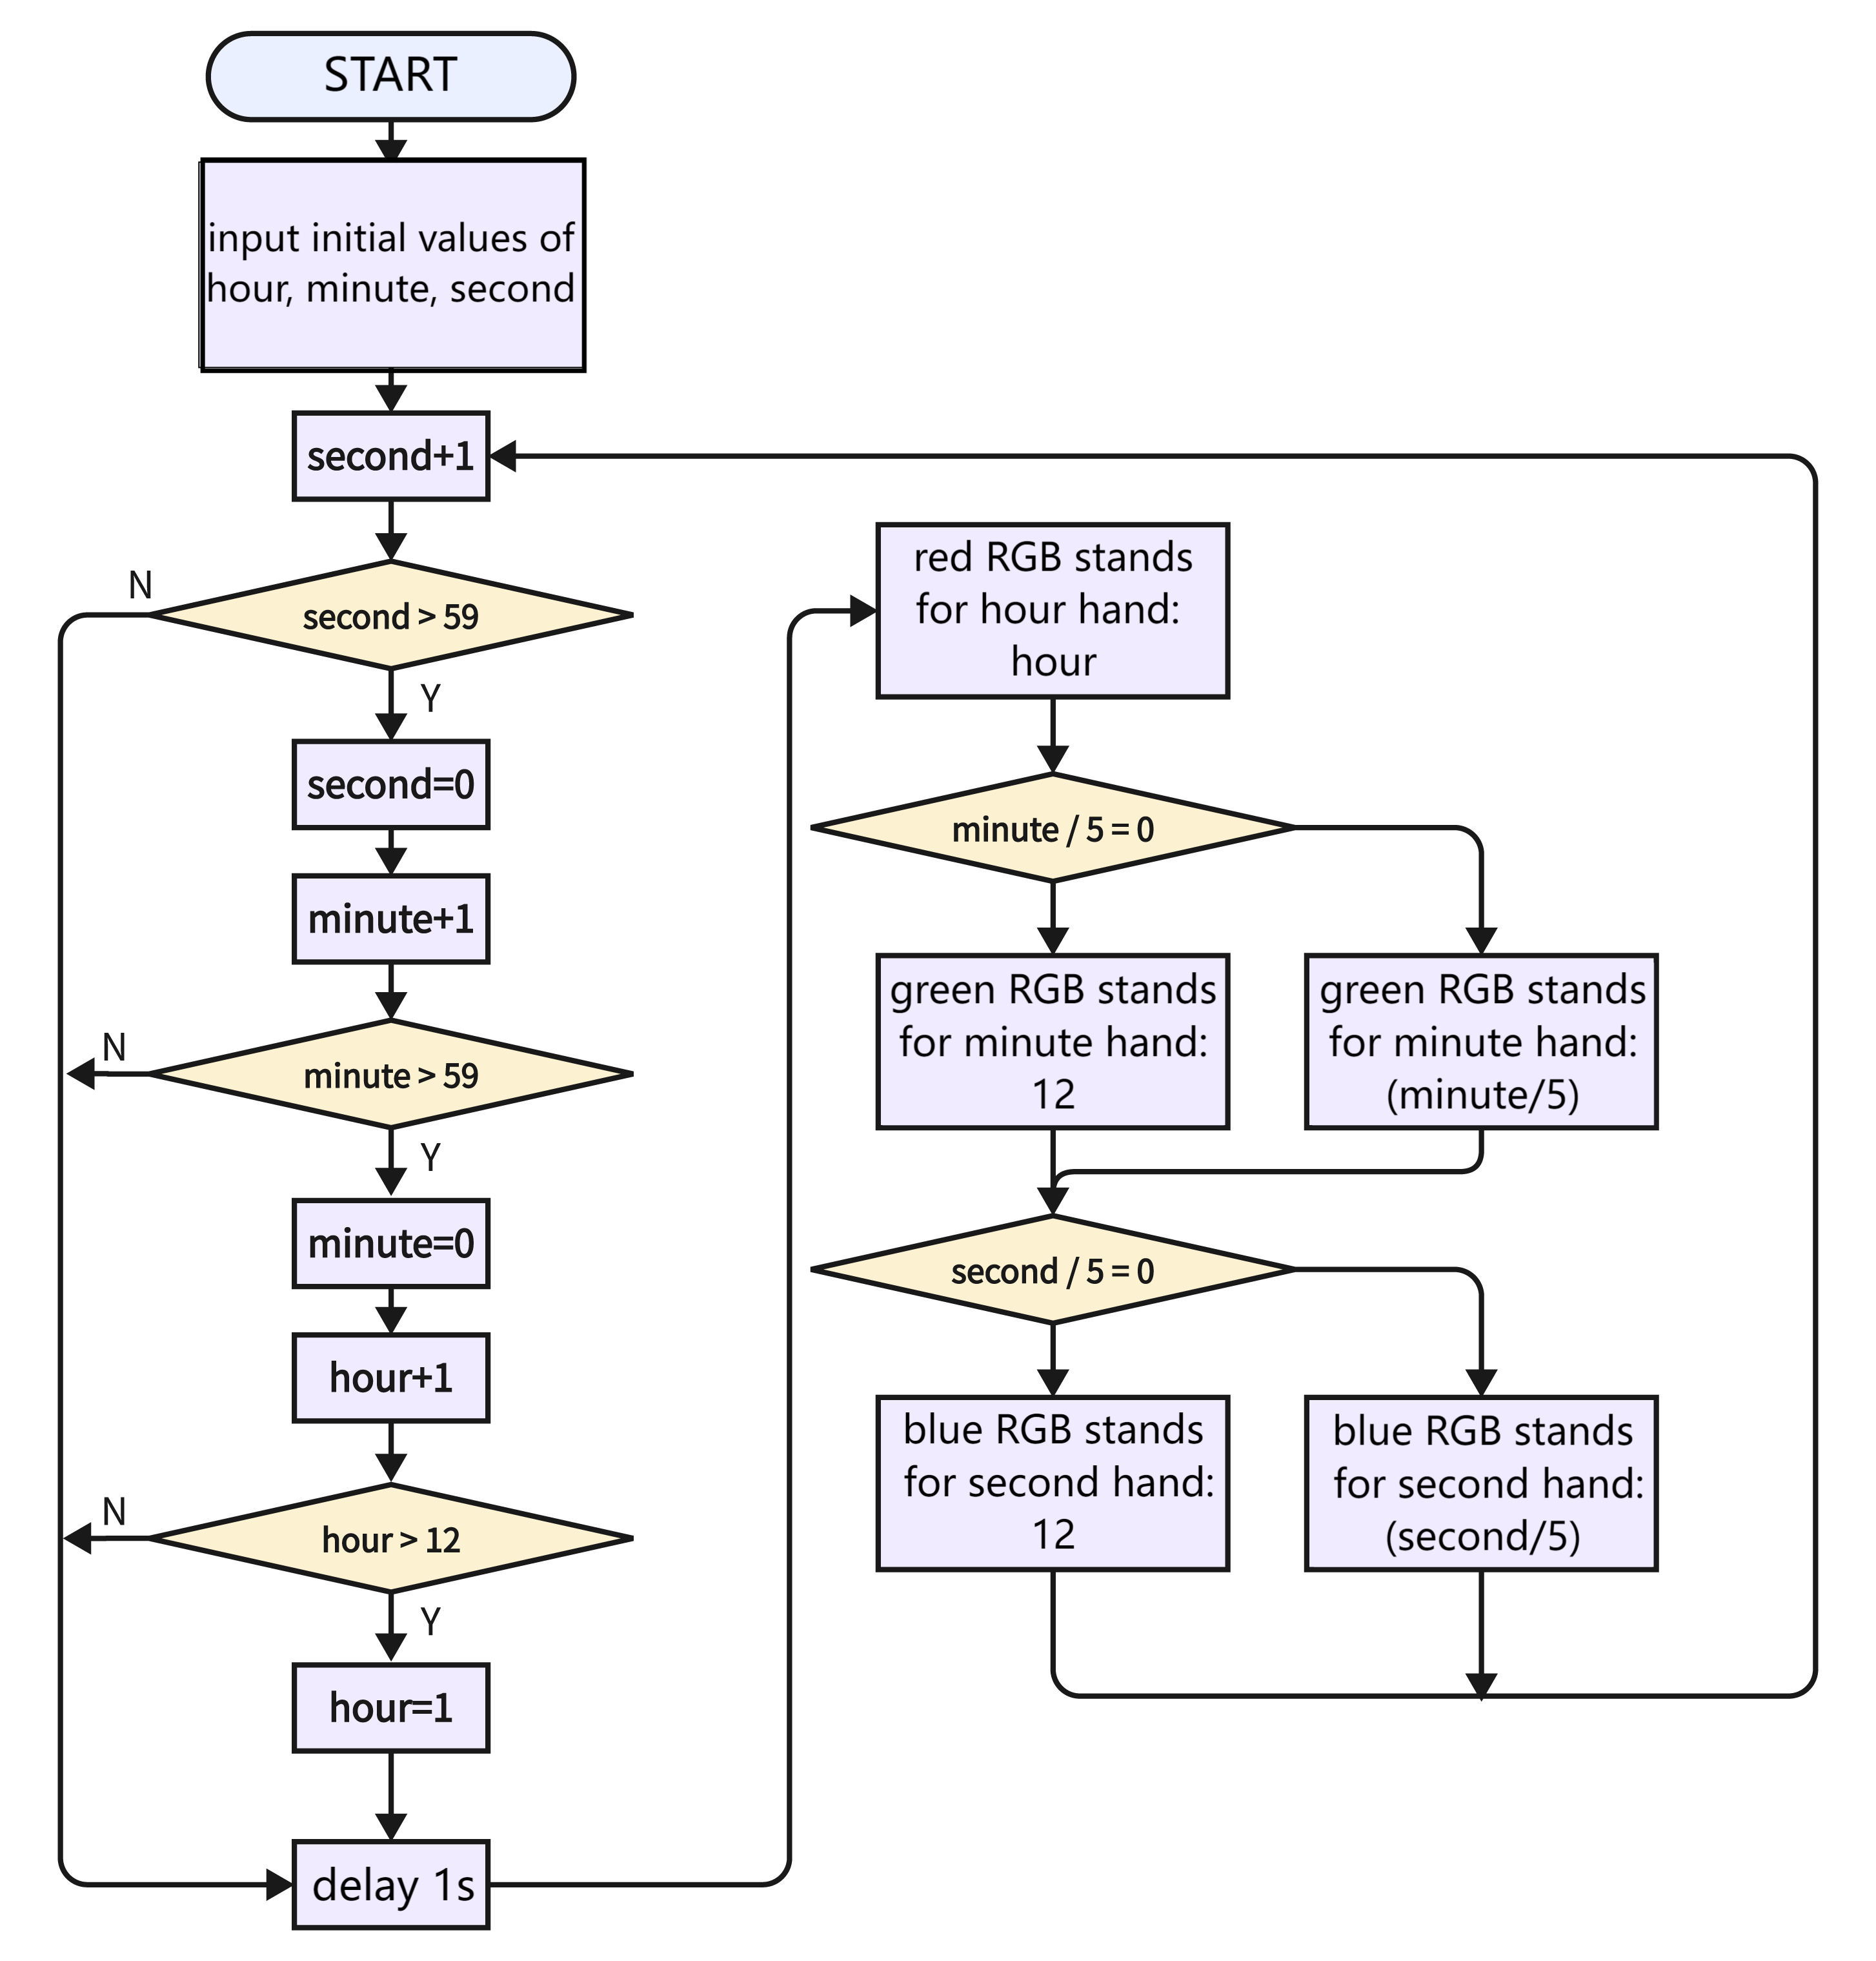 START
input initial values of
hour, minute, second
second+1
N
second > 59
Y
second=0
minute+1
N
minute > 59
Y
minute=0
hour+1
N
hour > 12
Y
hour=1
delay 1s
red RGB stands
for hour hand:
hour
minute / 5 = 0
green RGB stands
for minute hand:
12
green RGB stands
for minute hand:
(minute/5)
second / 5 = 0
blue RGB stands
for second hand:
12
blue RGB stands
for second hand:
(second/5)